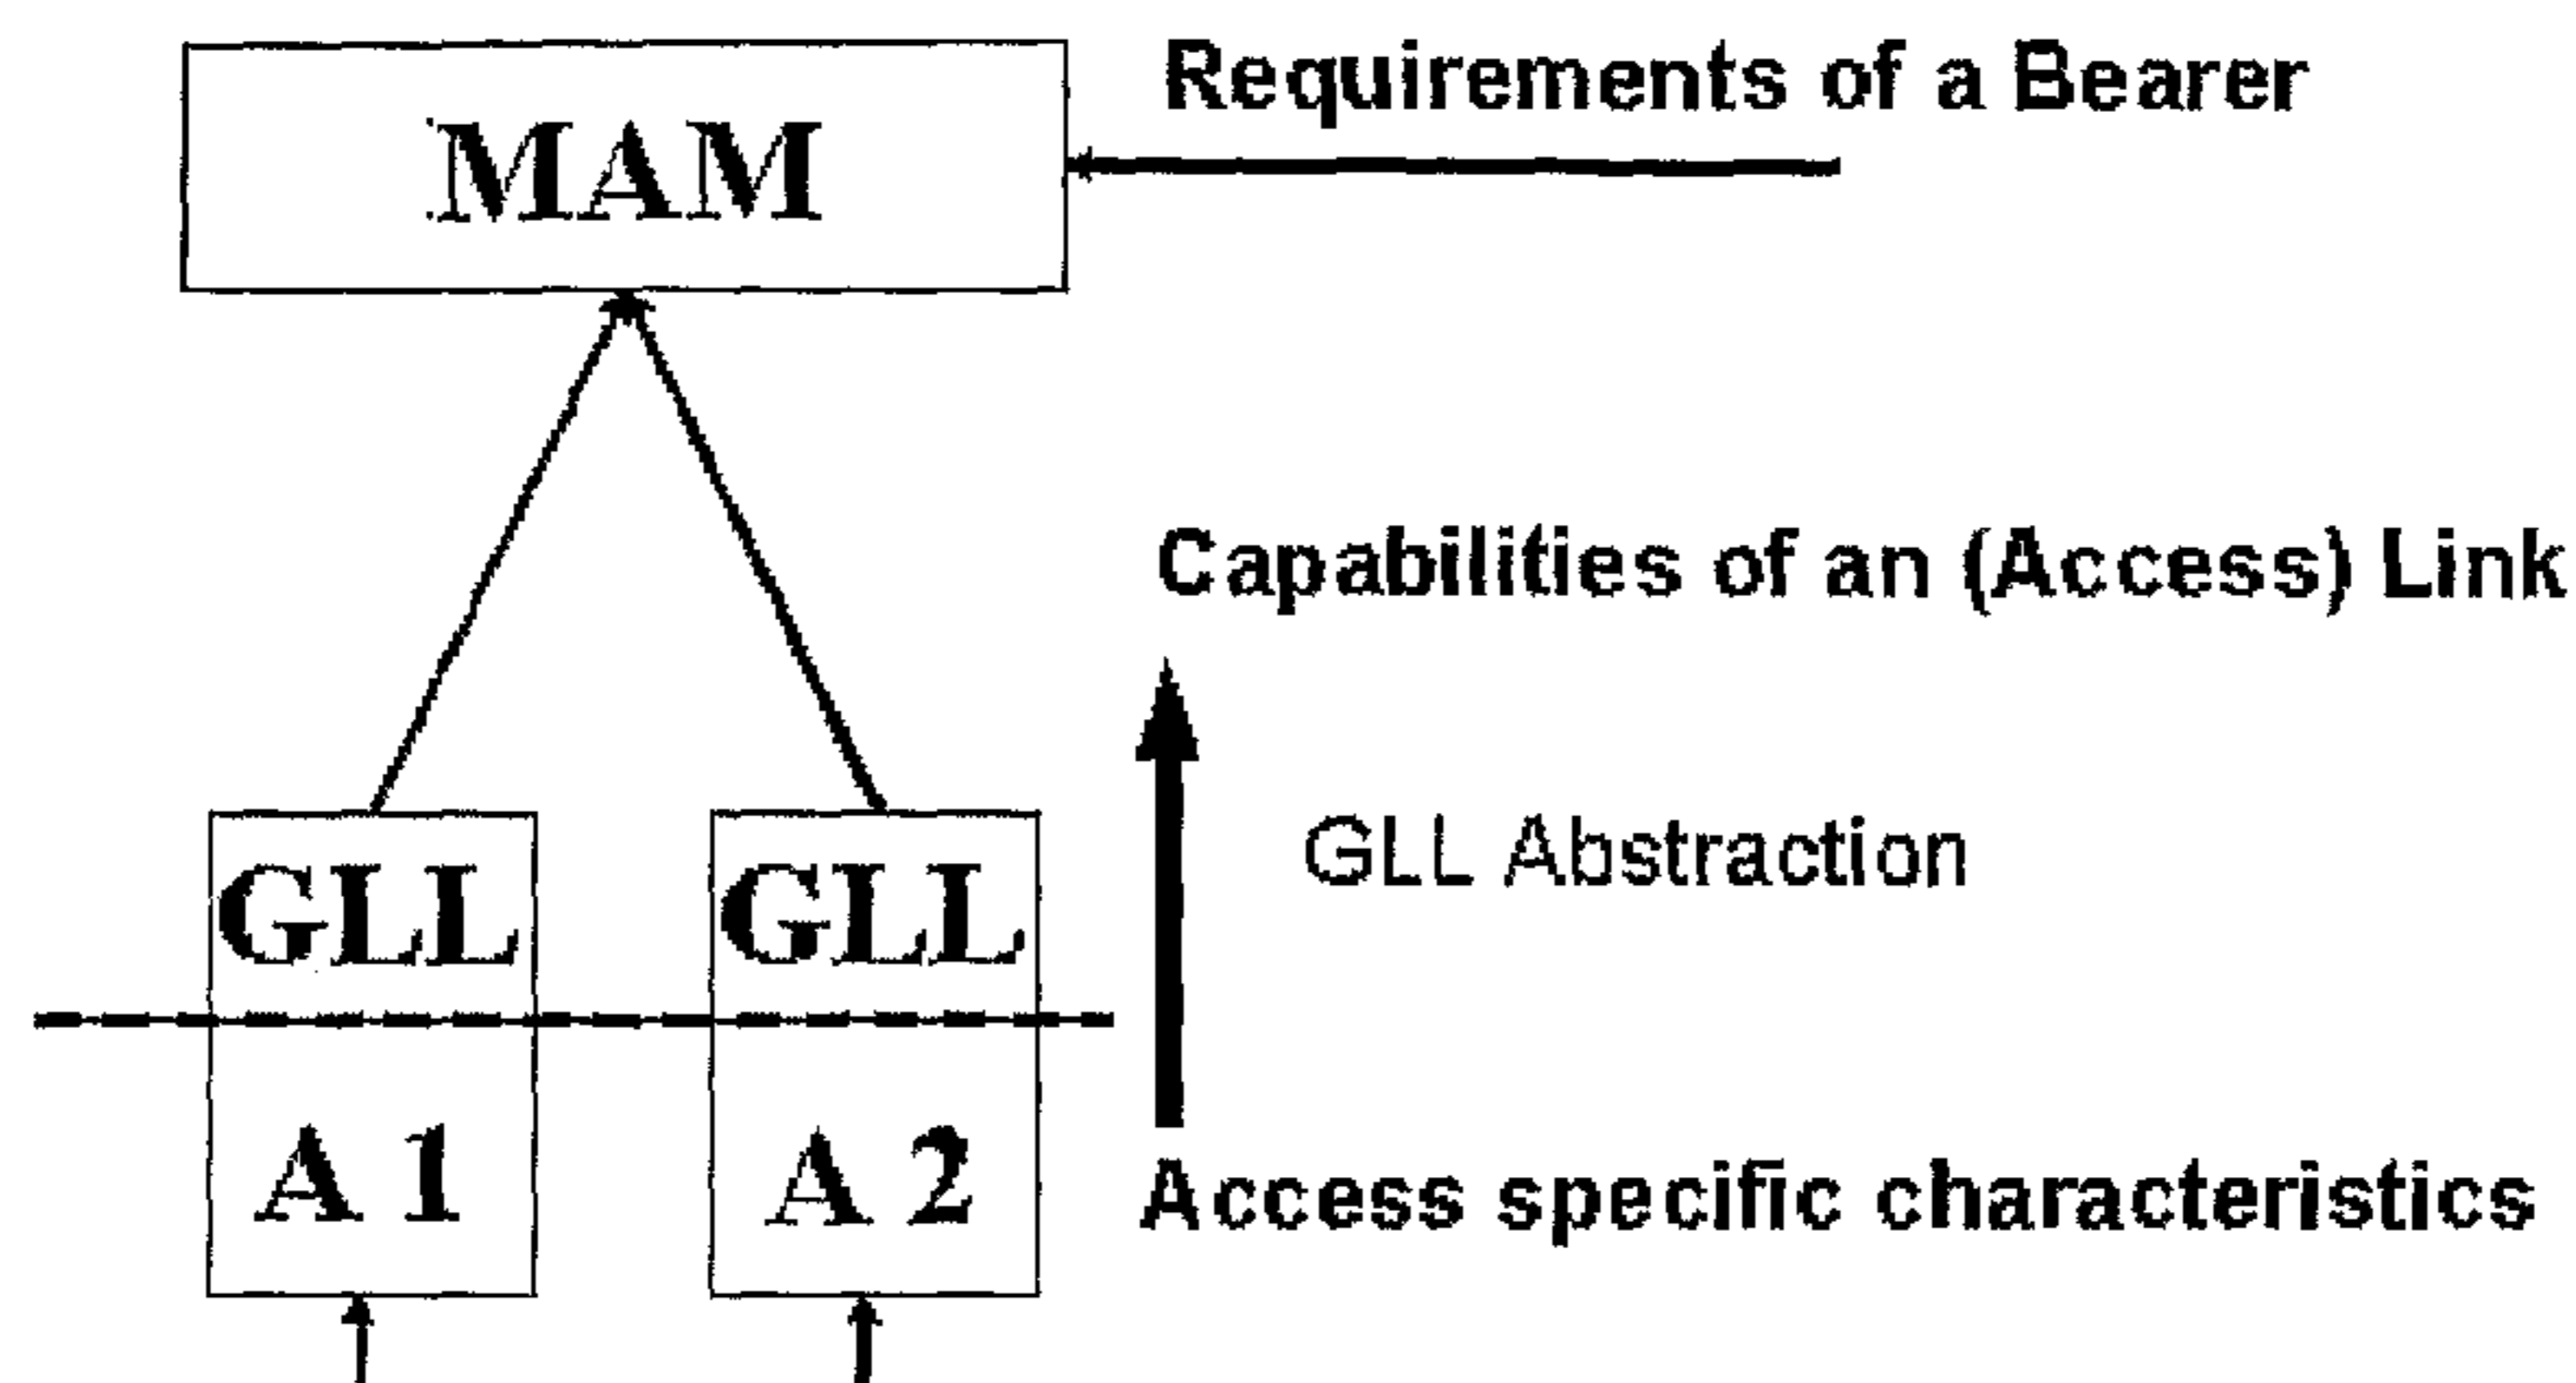 Requirements of a Bearer
MAM
Capabilities of an (Access) Link
GLL Abstraction
GLL GLL
A 1 A 2
Access specific characteristics